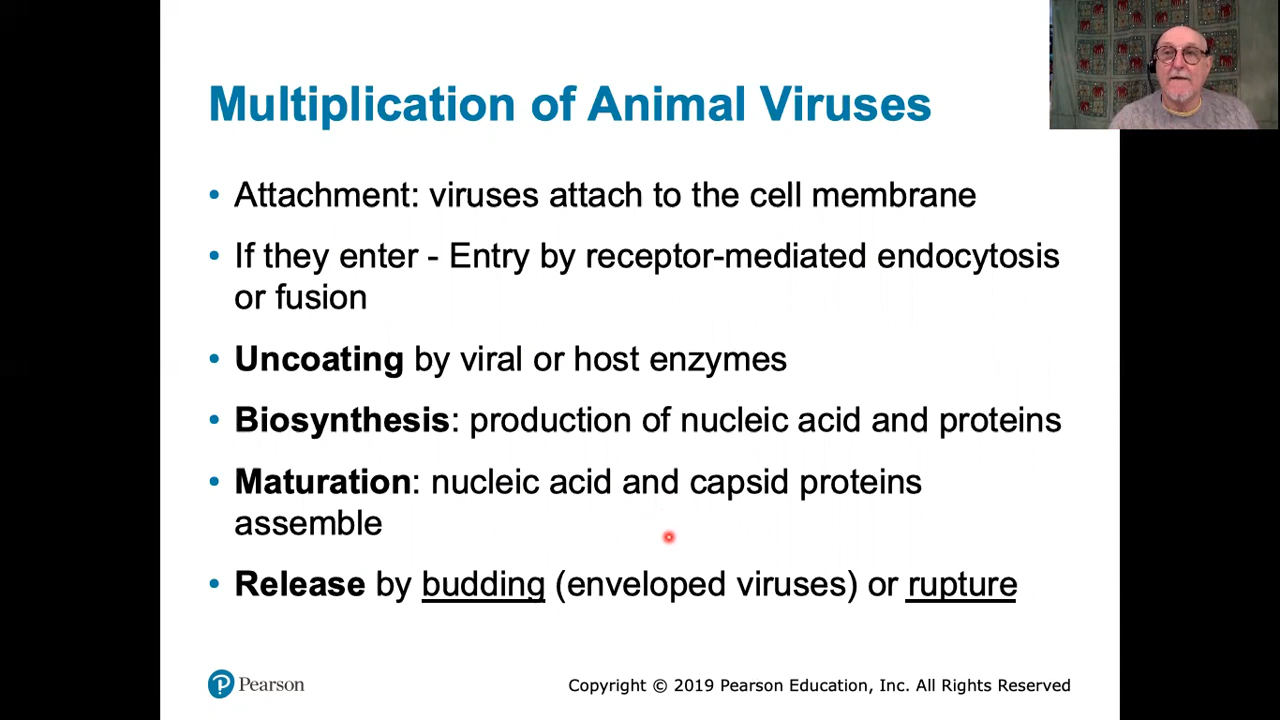 Multiplication of Animal Viruses
• Attachment: viruses attach to the cell membrane
• If they enter - Entry by receptor-mediated endocytosis
or fusion
• Uncoating by viral or host enzymes
• Biosynthesis: production of nucleic acid and proteins
• Maturation: nucleic acid and capsid proteins
assemble
• Release by budding (enveloped viruses) or rupture
P Pearson
Copyright © 2019 Pearson Education, Inc. All Rights Reserved